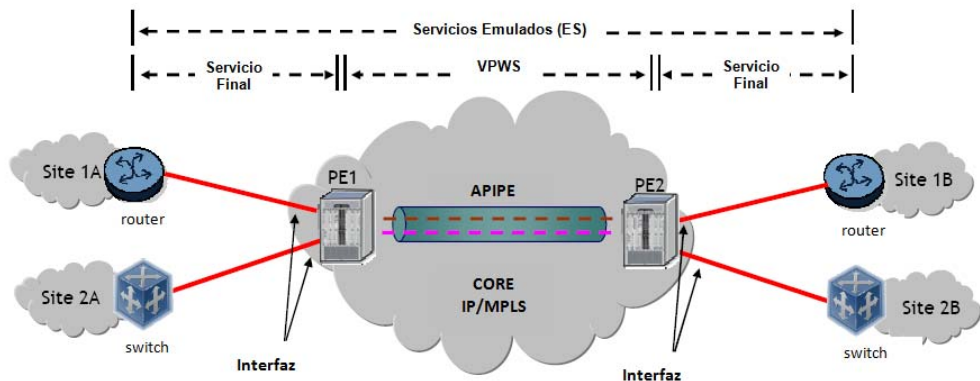 Servicios Emulados (ES)
Servicio
Final
VPWS
Servicio
Final
Site 1A
router
PE1
APIPE
PE2
Site 1B
router
Site 2A
switch
CORE
IP/MPLS
Site 2B
switch
Interfaz
Interfaz